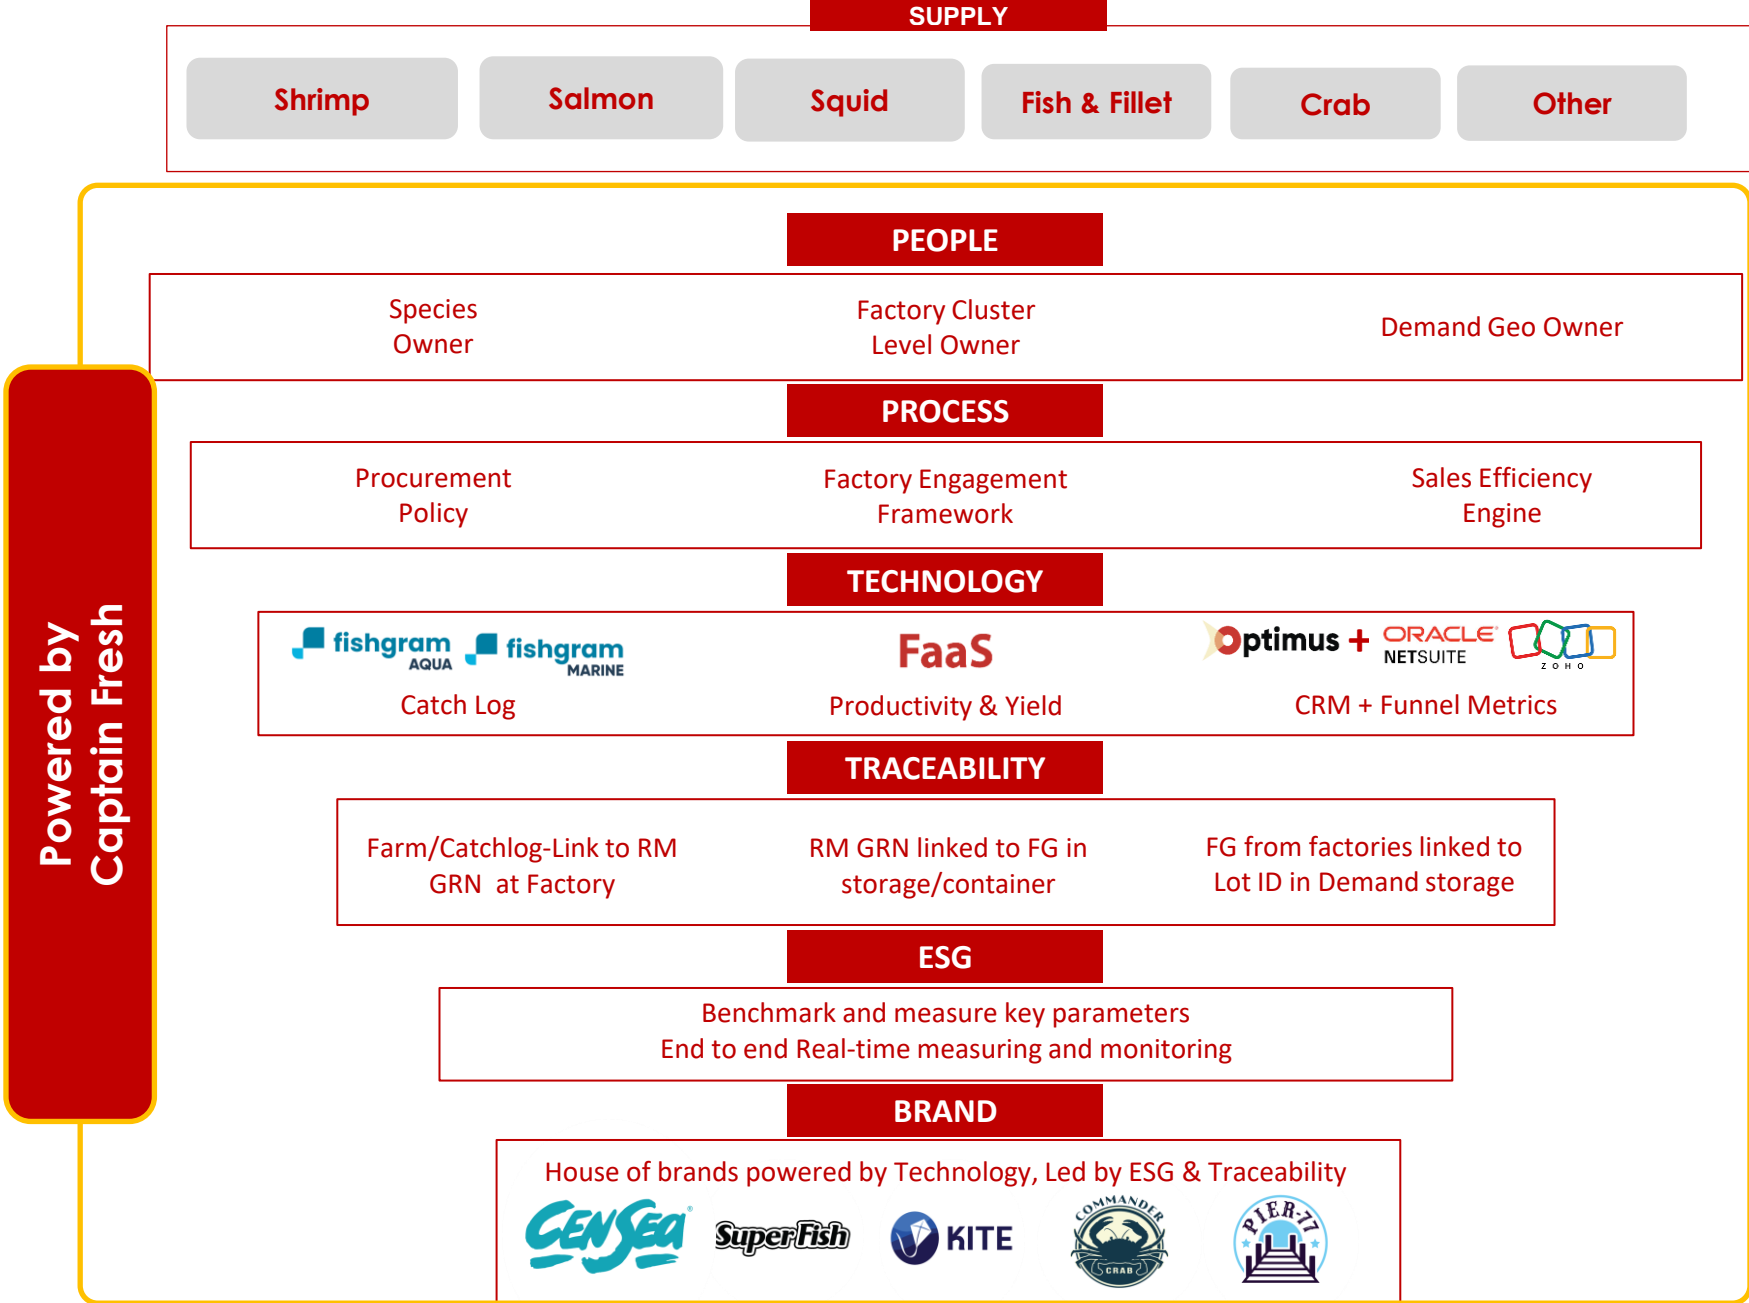 SUPPLY
Shrimp
Salmon
Squid
Fish & Fillet
Crab
Other
Powered by
Captain Fresh
PEOPLE
Species
Owner
Factory Cluster
Level Owner
Demand Geo Owner
PROCESS
Procurement
Policy
Factory Engagement
Framework
Sales Efficiency
Engine
TECHNOLOGY
fishgram
AQUA
fishgram
MARINE
Catch Log
FaaS
Productivity & Yield
Optimus +
ORACLE
NETSUITE
ZOHO
CRM + Funnel Metrics
TRACEABILITY
Farm/Catchlog-Link to RM
GRN at Factory
RM GRN linked to FG in
storage/container
FG from factories linked to
Lot ID in Demand storage
ESG
Benchmark and measure key parameters
End to end Real-time measuring and monitoring
BRAND
House of brands powered by Technology, Led by ESG & Traceability
CENSEA
SuperFish
KITE
COMMANDER
CRAB
PIER-77